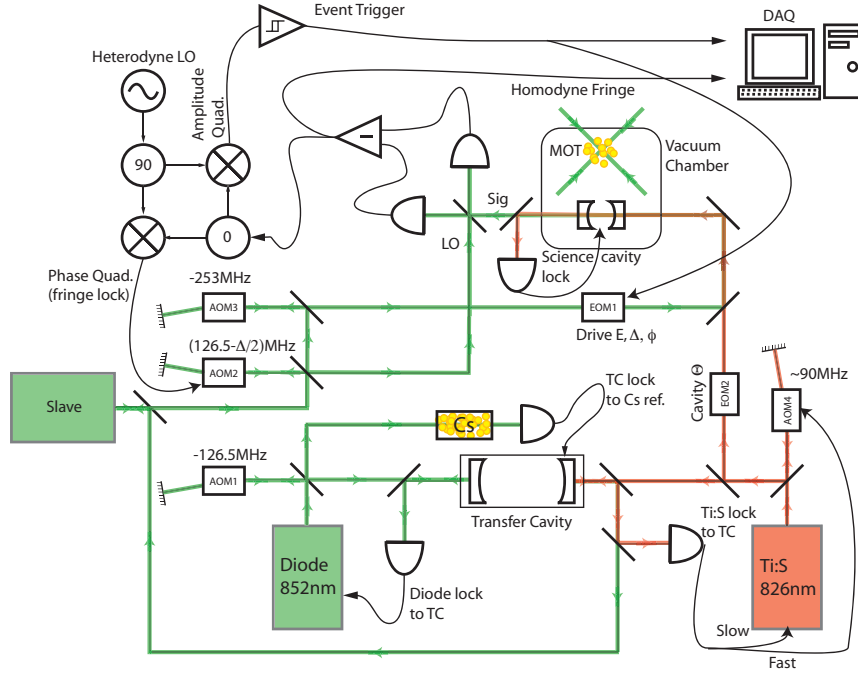 Event Trigger
DAQ
Heterodyne LO
Amplitude
Quad.
Homodyne Fringe
90
MOT
Vacuum
Chamber
Sig
0
LO
Science cavity
lock
Phase Quad.
(fringe lock)
-253MHz
AOM3
EOM1
Drive E, Δ, ϕ
(126.5-Δ/2)MHz
AOM2
TC lock
to Cs ref.
~90MHz
Slave
Cavity Θ
EOM2
AOM4
Cs
-126.5MHz
AOM1
Transfer Cavity
Ti:S lock
to TC
Diode
852nm
Diode lock
to TC
Ti:S
826nm
Slow
Fast